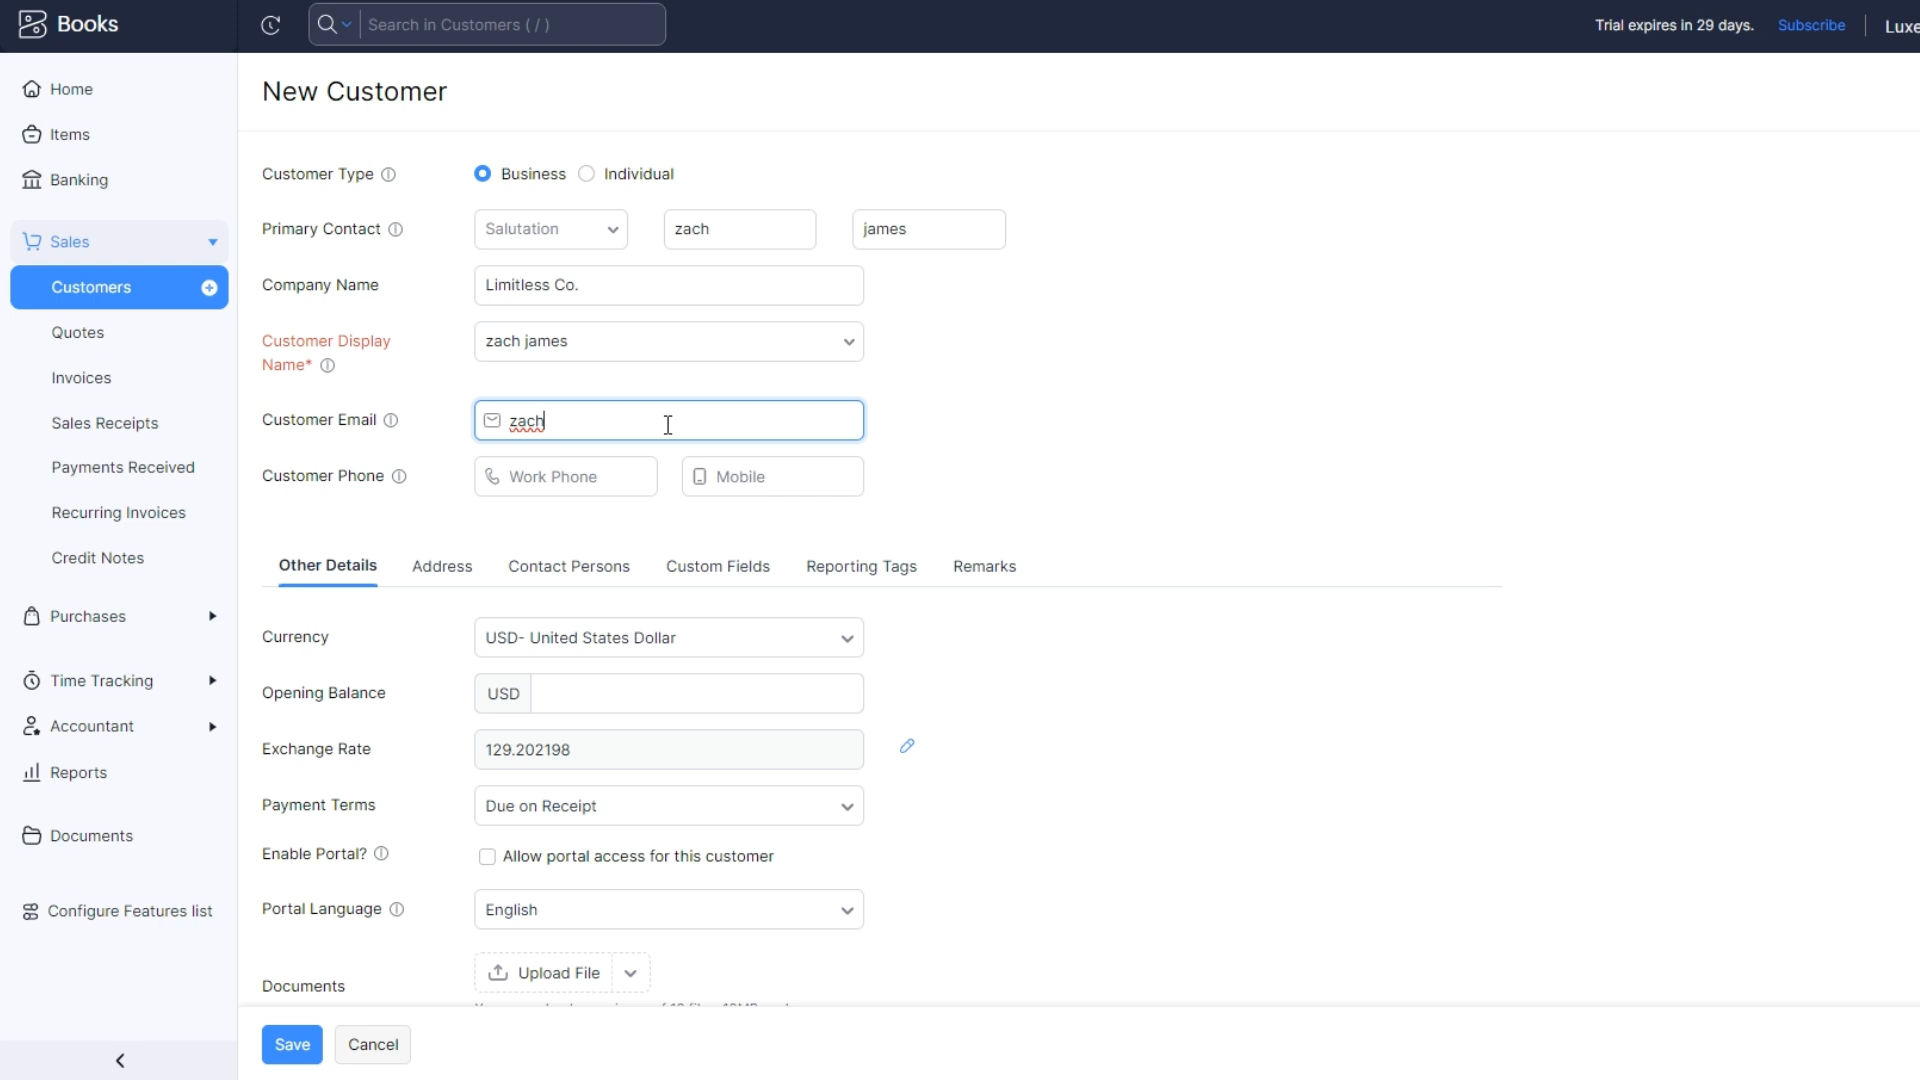 Books
Search in Customers ( / )
Trial expires in 29 days.
Subscribe
Luxe
Home
Items
Banking
Sales
Customers
Quotes
Invoices
Sales Receipts
Payments Received
Recurring Invoices
Credit Notes
Purchases
Time Tracking
Accountant
Reports
Documents
Configure Features list
New Customer
Customer Type
Business
Individual
Primary Contact
Salutation
zach
james
Company Name
Limitless Co.
Customer Display
Name*
zach james
Customer Email
zach
Customer Phone
Work Phone
Mobile
Other Details
Address
Contact Persons
Custom Fields
Reporting Tags
Remarks
Currency
USD- United States Dollar
Opening Balance
USD
Exchange Rate
129.202198
Payment Terms
Due on Receipt
Enable Portal?
Allow portal access for this customer
Portal Language
English
Documents
Upload File
Save
Cancel